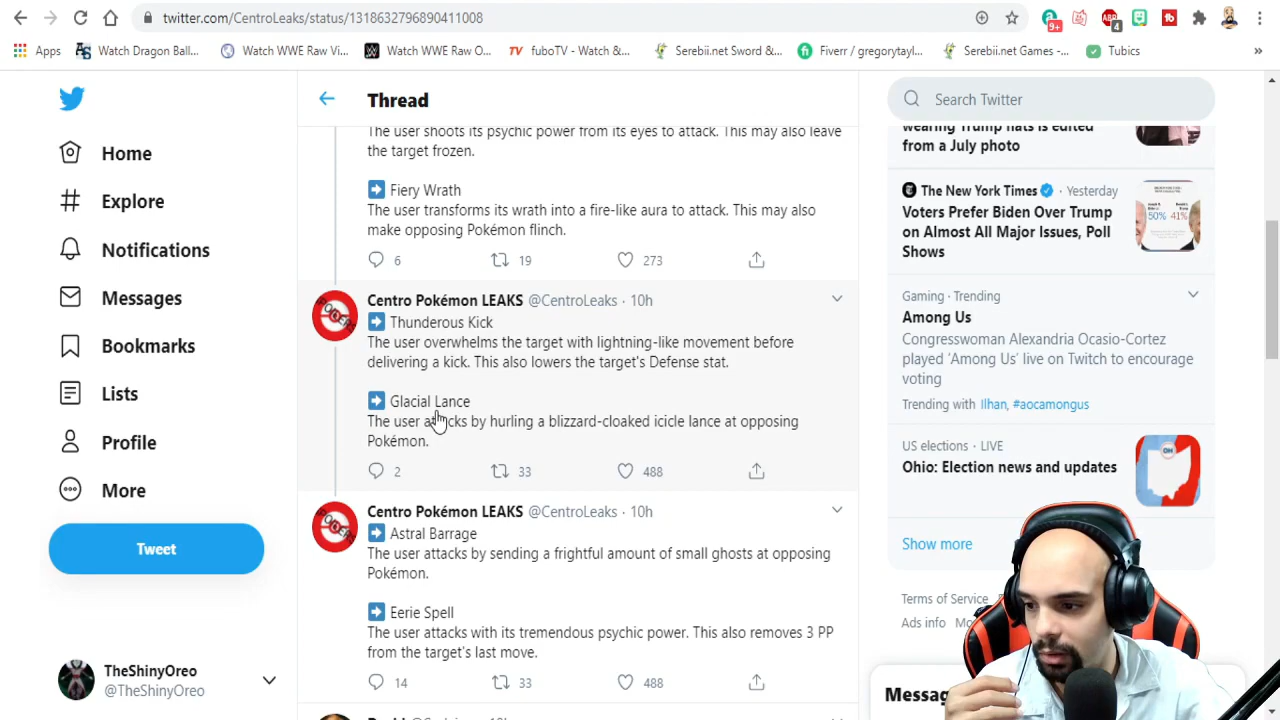 twitter.com/CentroLeaks/status/1318632796890411008
9+
4
Apps
Watch Dragon Ball...
Watch WWE Raw Vi...
Watch WWE Raw O...
TV fuboTV - Watch &...
Serebii.net Sword &...
Fiverr / gregorytayl...
Serebii.net Games -...
Tubics
»
Home
Explore
Notifications
Messages
Bookmarks
Lists
Profile
More
Tweet
TheShinyOreo
@TheShinyOreo
Thread
The user shoots its psychic power from its eyes to attack. This may also leave
the target frozen.
Fiery Wrath
The user transforms its wrath into a fire-like aura to attack. This may also
make opposing Pokémon flinch.
6 19 273
Centro Pokémon LEAKS @CentroLeaks · 10h
Thunderous Kick
The user overwhelms the target with lightning-like movement before
delivering a kick. This also lowers the target's Defense stat.
Glacial Lance
The user attacks by hurling a blizzard-cloaked icicle lance at opposing
Pokémon.
2 33 488
Centro Pokémon LEAKS @CentroLeaks · 10h
Astral Barrage
The user attacks by sending a frightful amount of small ghosts at opposing
Pokémon.
Eerie Spell
The user attacks with its tremendous psychic power. This also removes 3 PP
from the target's last move.
14 33 488
Search Twitter
wearing Trump hats is edited
from a July photo
The New York Times · Yesterday
Voters Prefer Biden Over Trump
on Almost All Major Issues, Poll
Shows
50% 41%
Gaming · Trending
Among Us
Congresswoman Alexandria Ocasio-Cortez
played 'Among Us' live on Twitch to encourage
voting
Trending with Ilhan, #aocamongus
US elections · LIVE
Ohio: Election news and updates
Show more
Terms of Service
Ads info